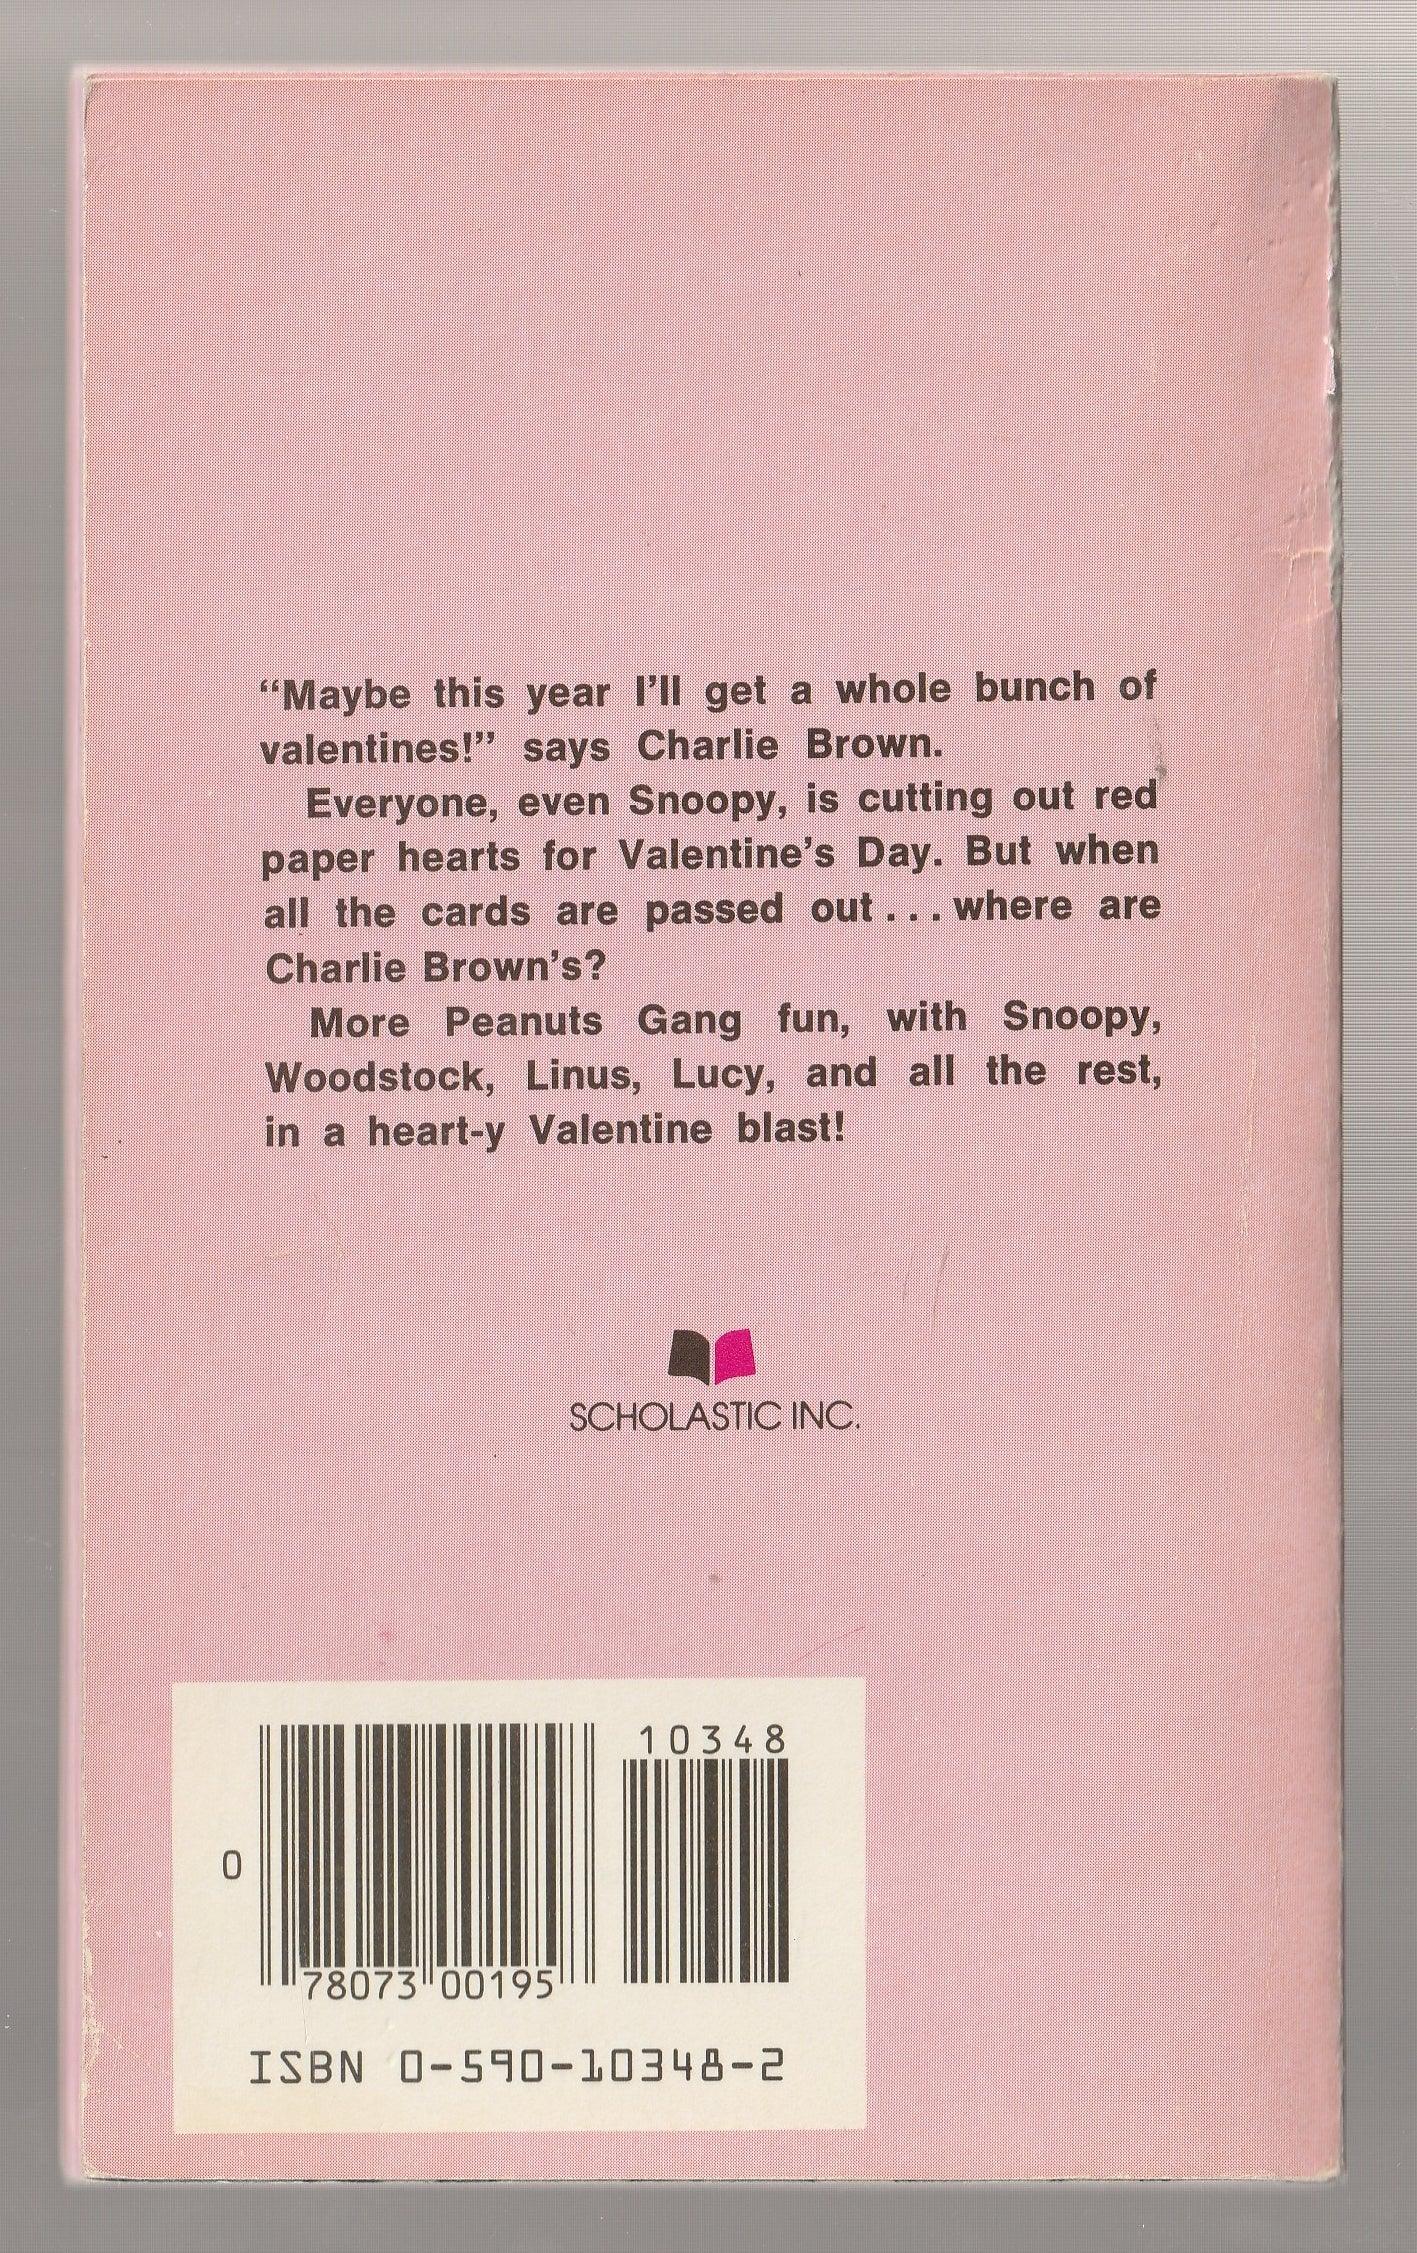 “Maybe this year I’ll get a whole bunch of
valentines!” says Charlie Brown.
Everyone, even Snoopy, is cutting out red
paper hearts for Valentine’s Day. But when
all the cards are passed out . . . where are
Charlie Brown’s?
More Peanuts Gang fun, with Snoopy,
Woodstock, Linus, Lucy, and all the rest,
in a heart-y Valentine blast!
SCHOLASTIC INC.
10348
0
78073 00195
ISBN 0-590-10348-2